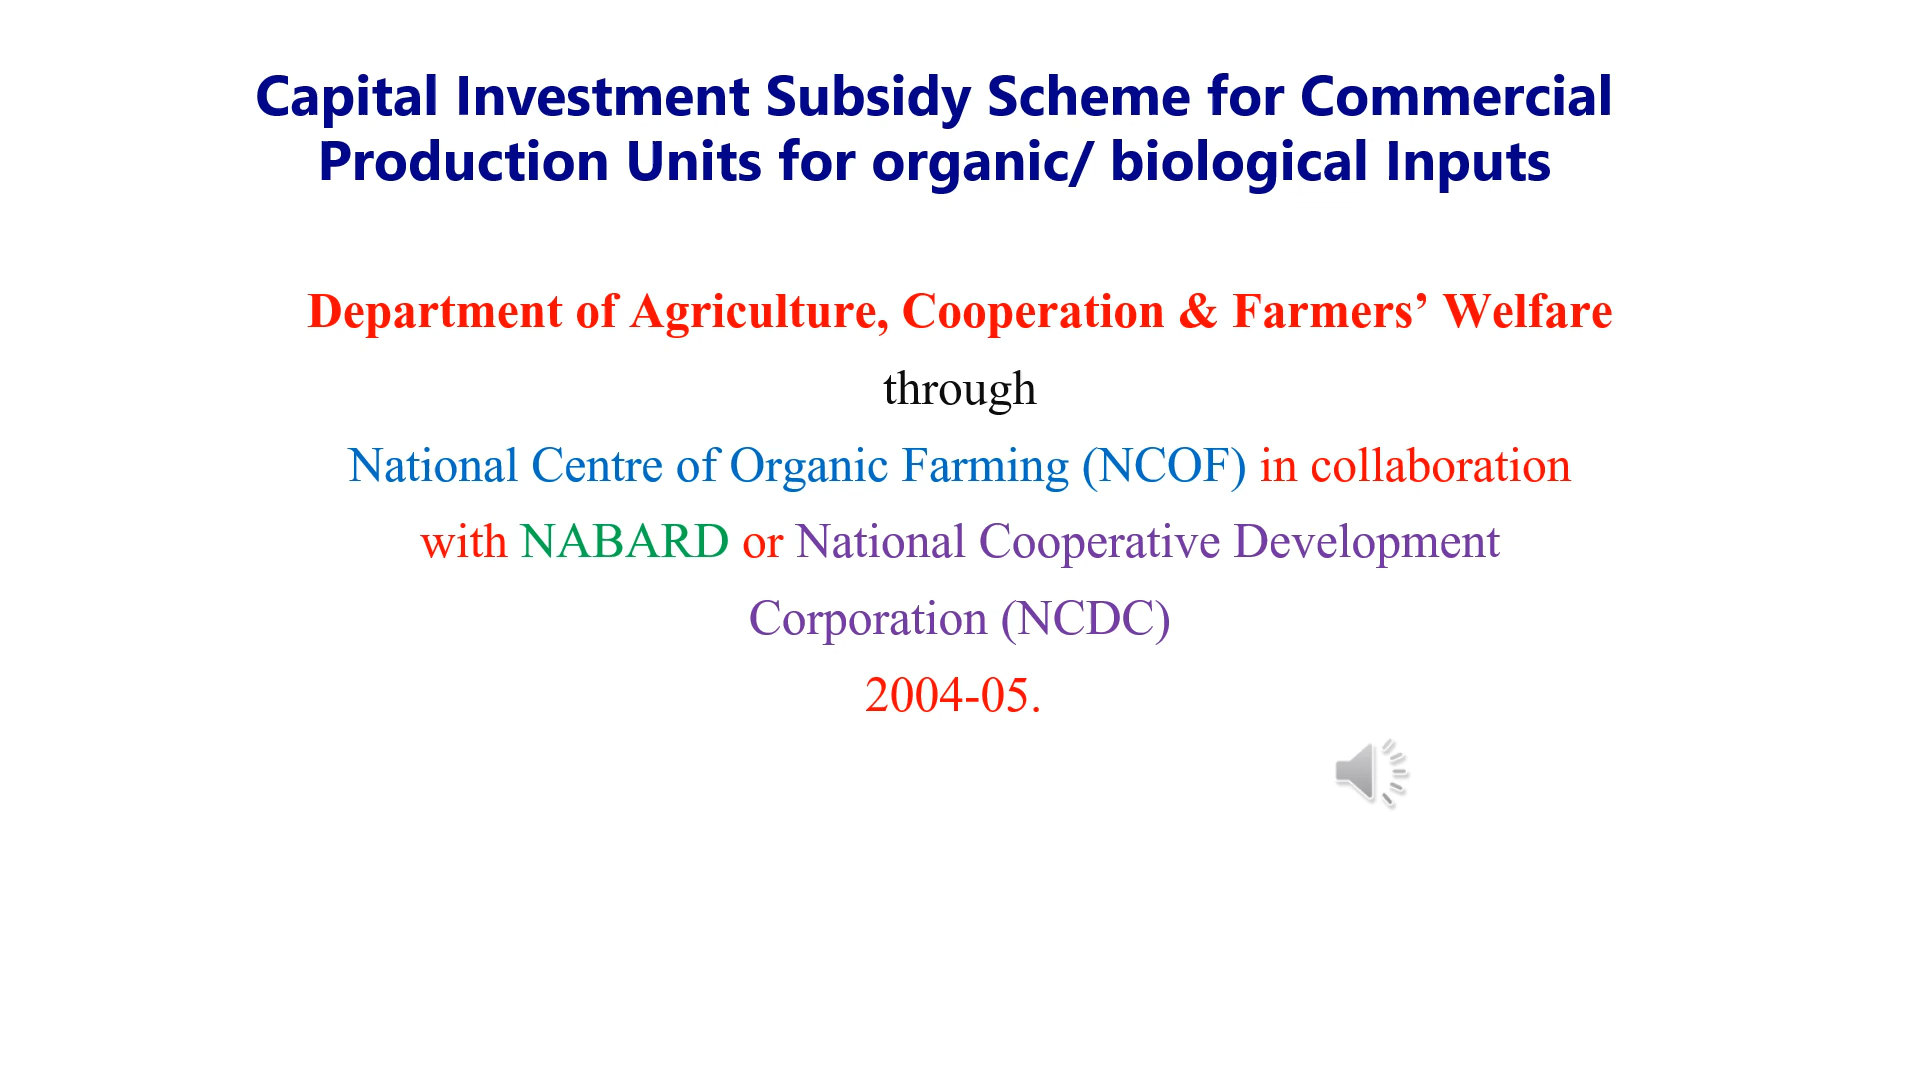 Capital Investment Subsidy Scheme for Commercial
Production Units for organic/ biological Inputs
Department of Agriculture, Cooperation & Farmers’ Welfare
through
National Centre of Organic Farming (NCOF) in collaboration
with NABARD or National Cooperative Development
Corporation (NCDC)
2004-05.